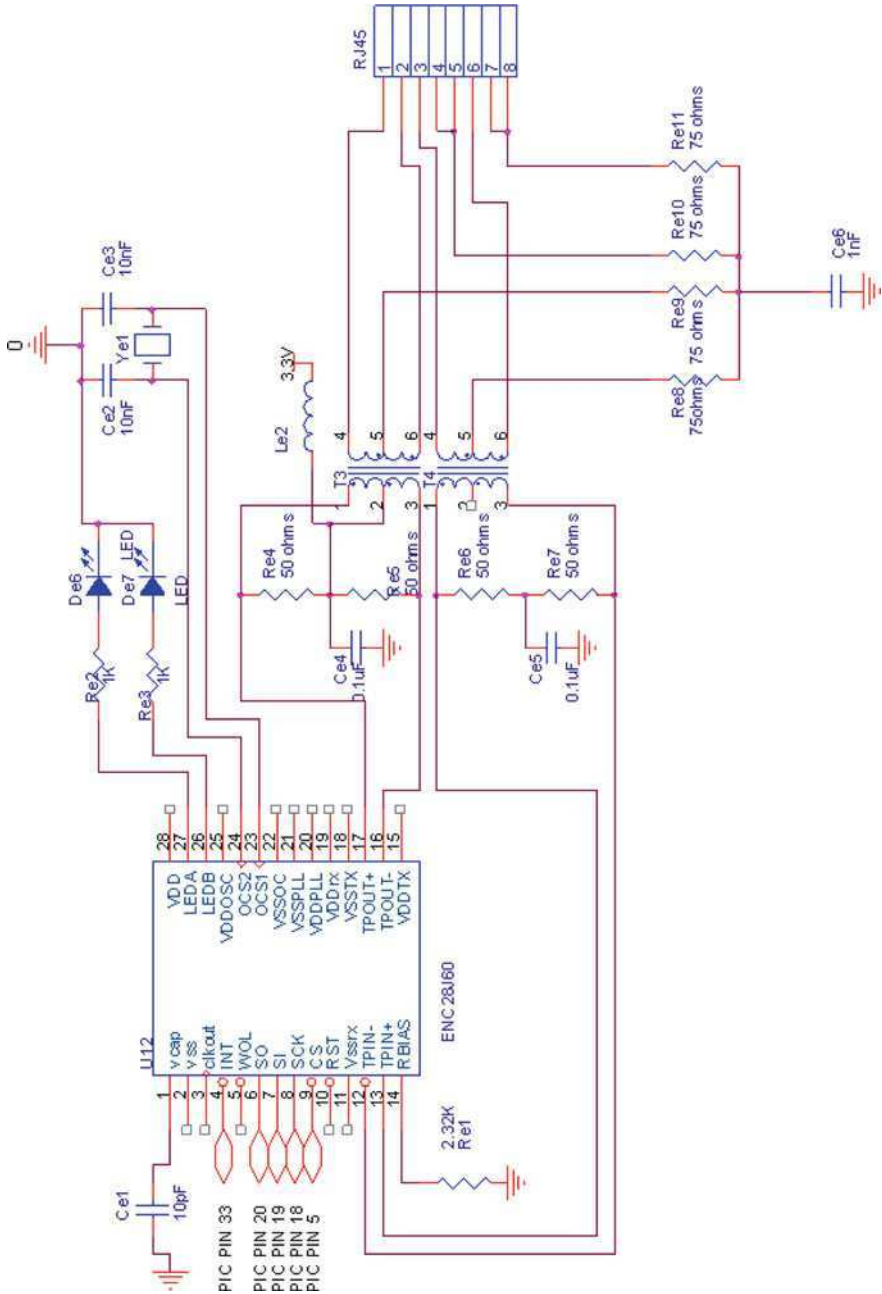 RJ45
1
2
3
4
5
6
7
8
0
Ce3
10nF
Ye1
Ce2
10nF
De6
LED
De7
LED
Re2
1K
Re3
1K
3.3V
Le2
T3
1
2
3
4
5
6
T4
1
2
3
4
5
6
Re4
50 ohms
Re5
50 ohms
Re6
50 ohms
Re7
50 ohms
Ce4
0.1uF
Ce5
0.1uF
Re11
75 ohms
Re10
75 ohms
Re9
75 ohms
Re8
75ohms
Ce6
1nF
28
27
26
25
24
23
22
21
20
19
18
17
16
15
VDD
LEDA
LEDB
VDDOSC
OCS2
OCS1
VSSOC
VSSPLL
VDDPLL
VDDrx
VSSTX
TPOUT+
TPOUT-
VDDTX
U12
ENC28J60
vcap
vss
clkout
INT
WOL
SO
SI
SCK
CS
RST
Vssrx
TPIN-
TPIN+
RBIAS
1
2
3
4
5
6
7
8
9
10
11
12
13
14
Ce1
10pF
2.32K
Re1
PIC PIN 33
PIC PIN 20
PIC PIN 19
PIC PIN 18
PIC PIN 5